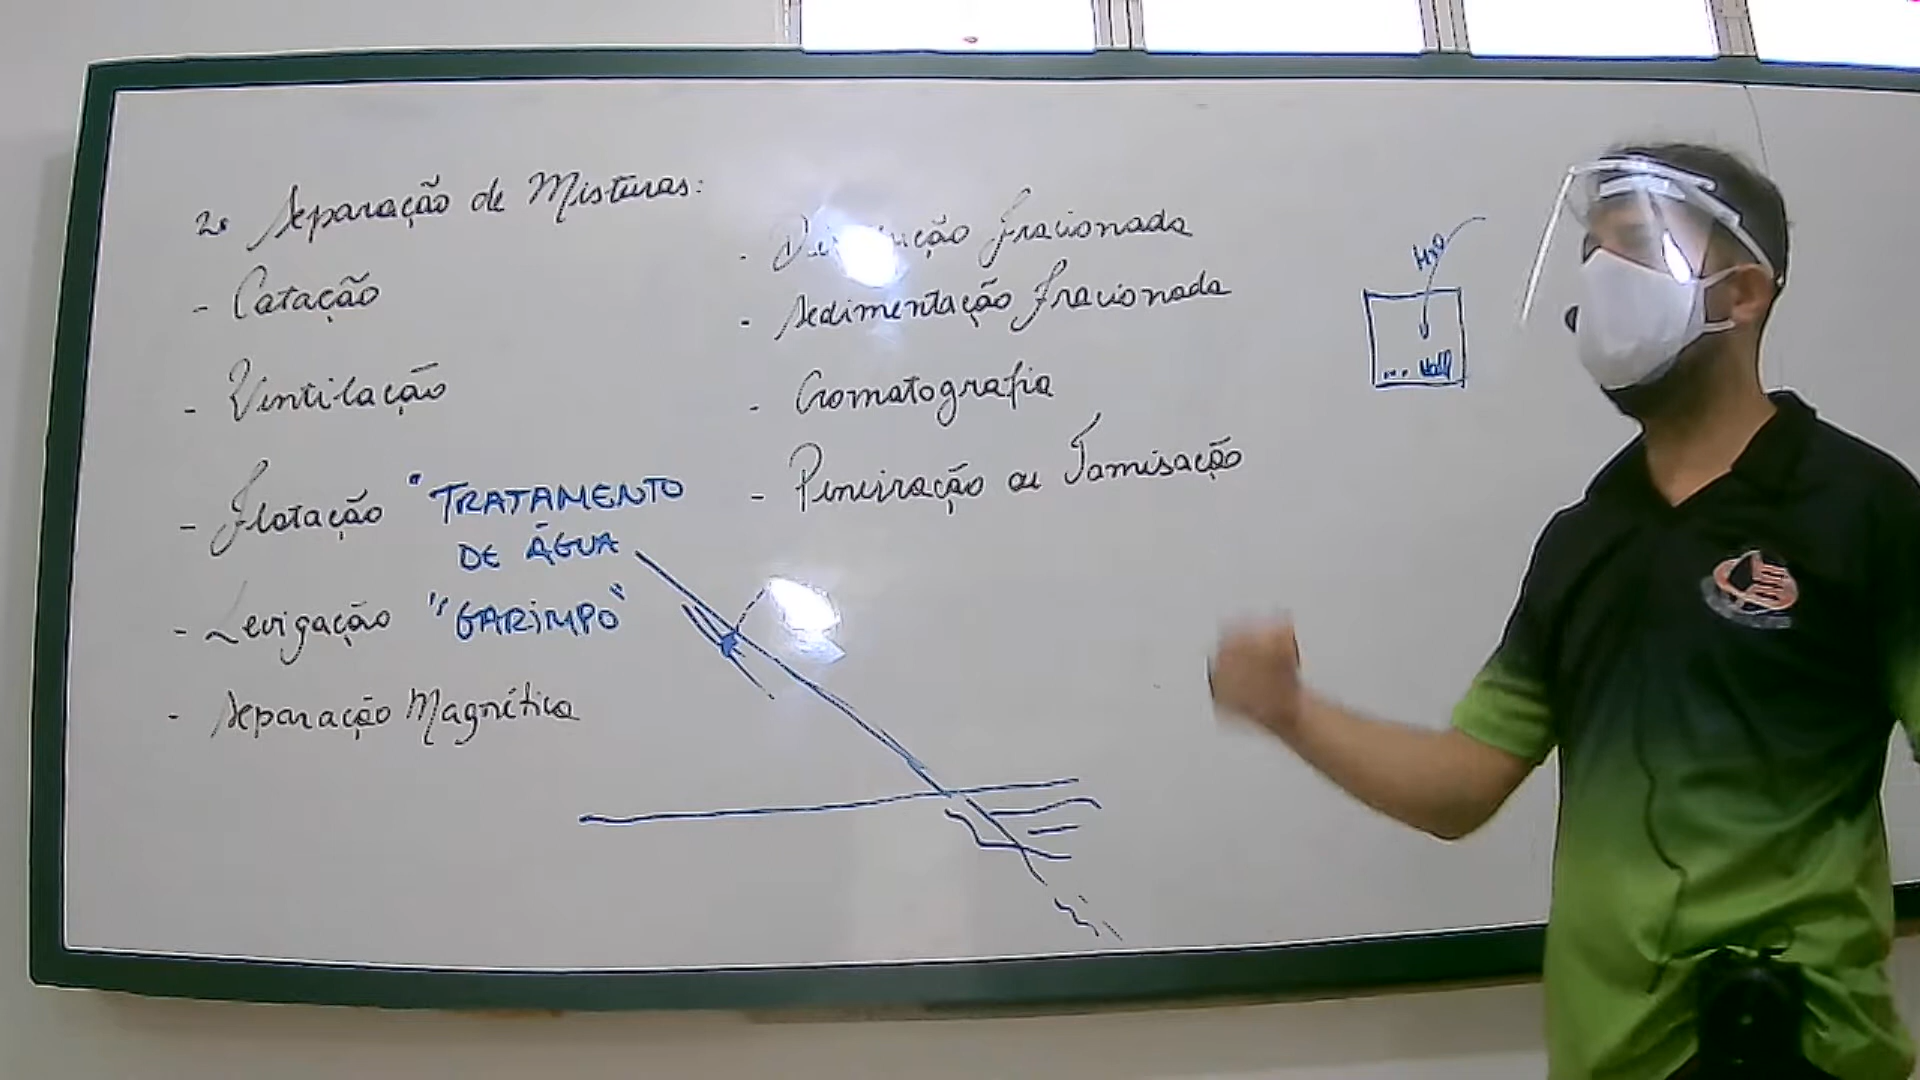 2. Separação de Misturas:
- Catação
- Ventilação
- Flotação "TRATAMENTO
DE ÁGUA
- Levigação "GARIMPO"
- Separação Magnética
- Fracionada
- Sedimentação Fracionada
- Cromatografia
- Peneiração ou Tamisação
H2O